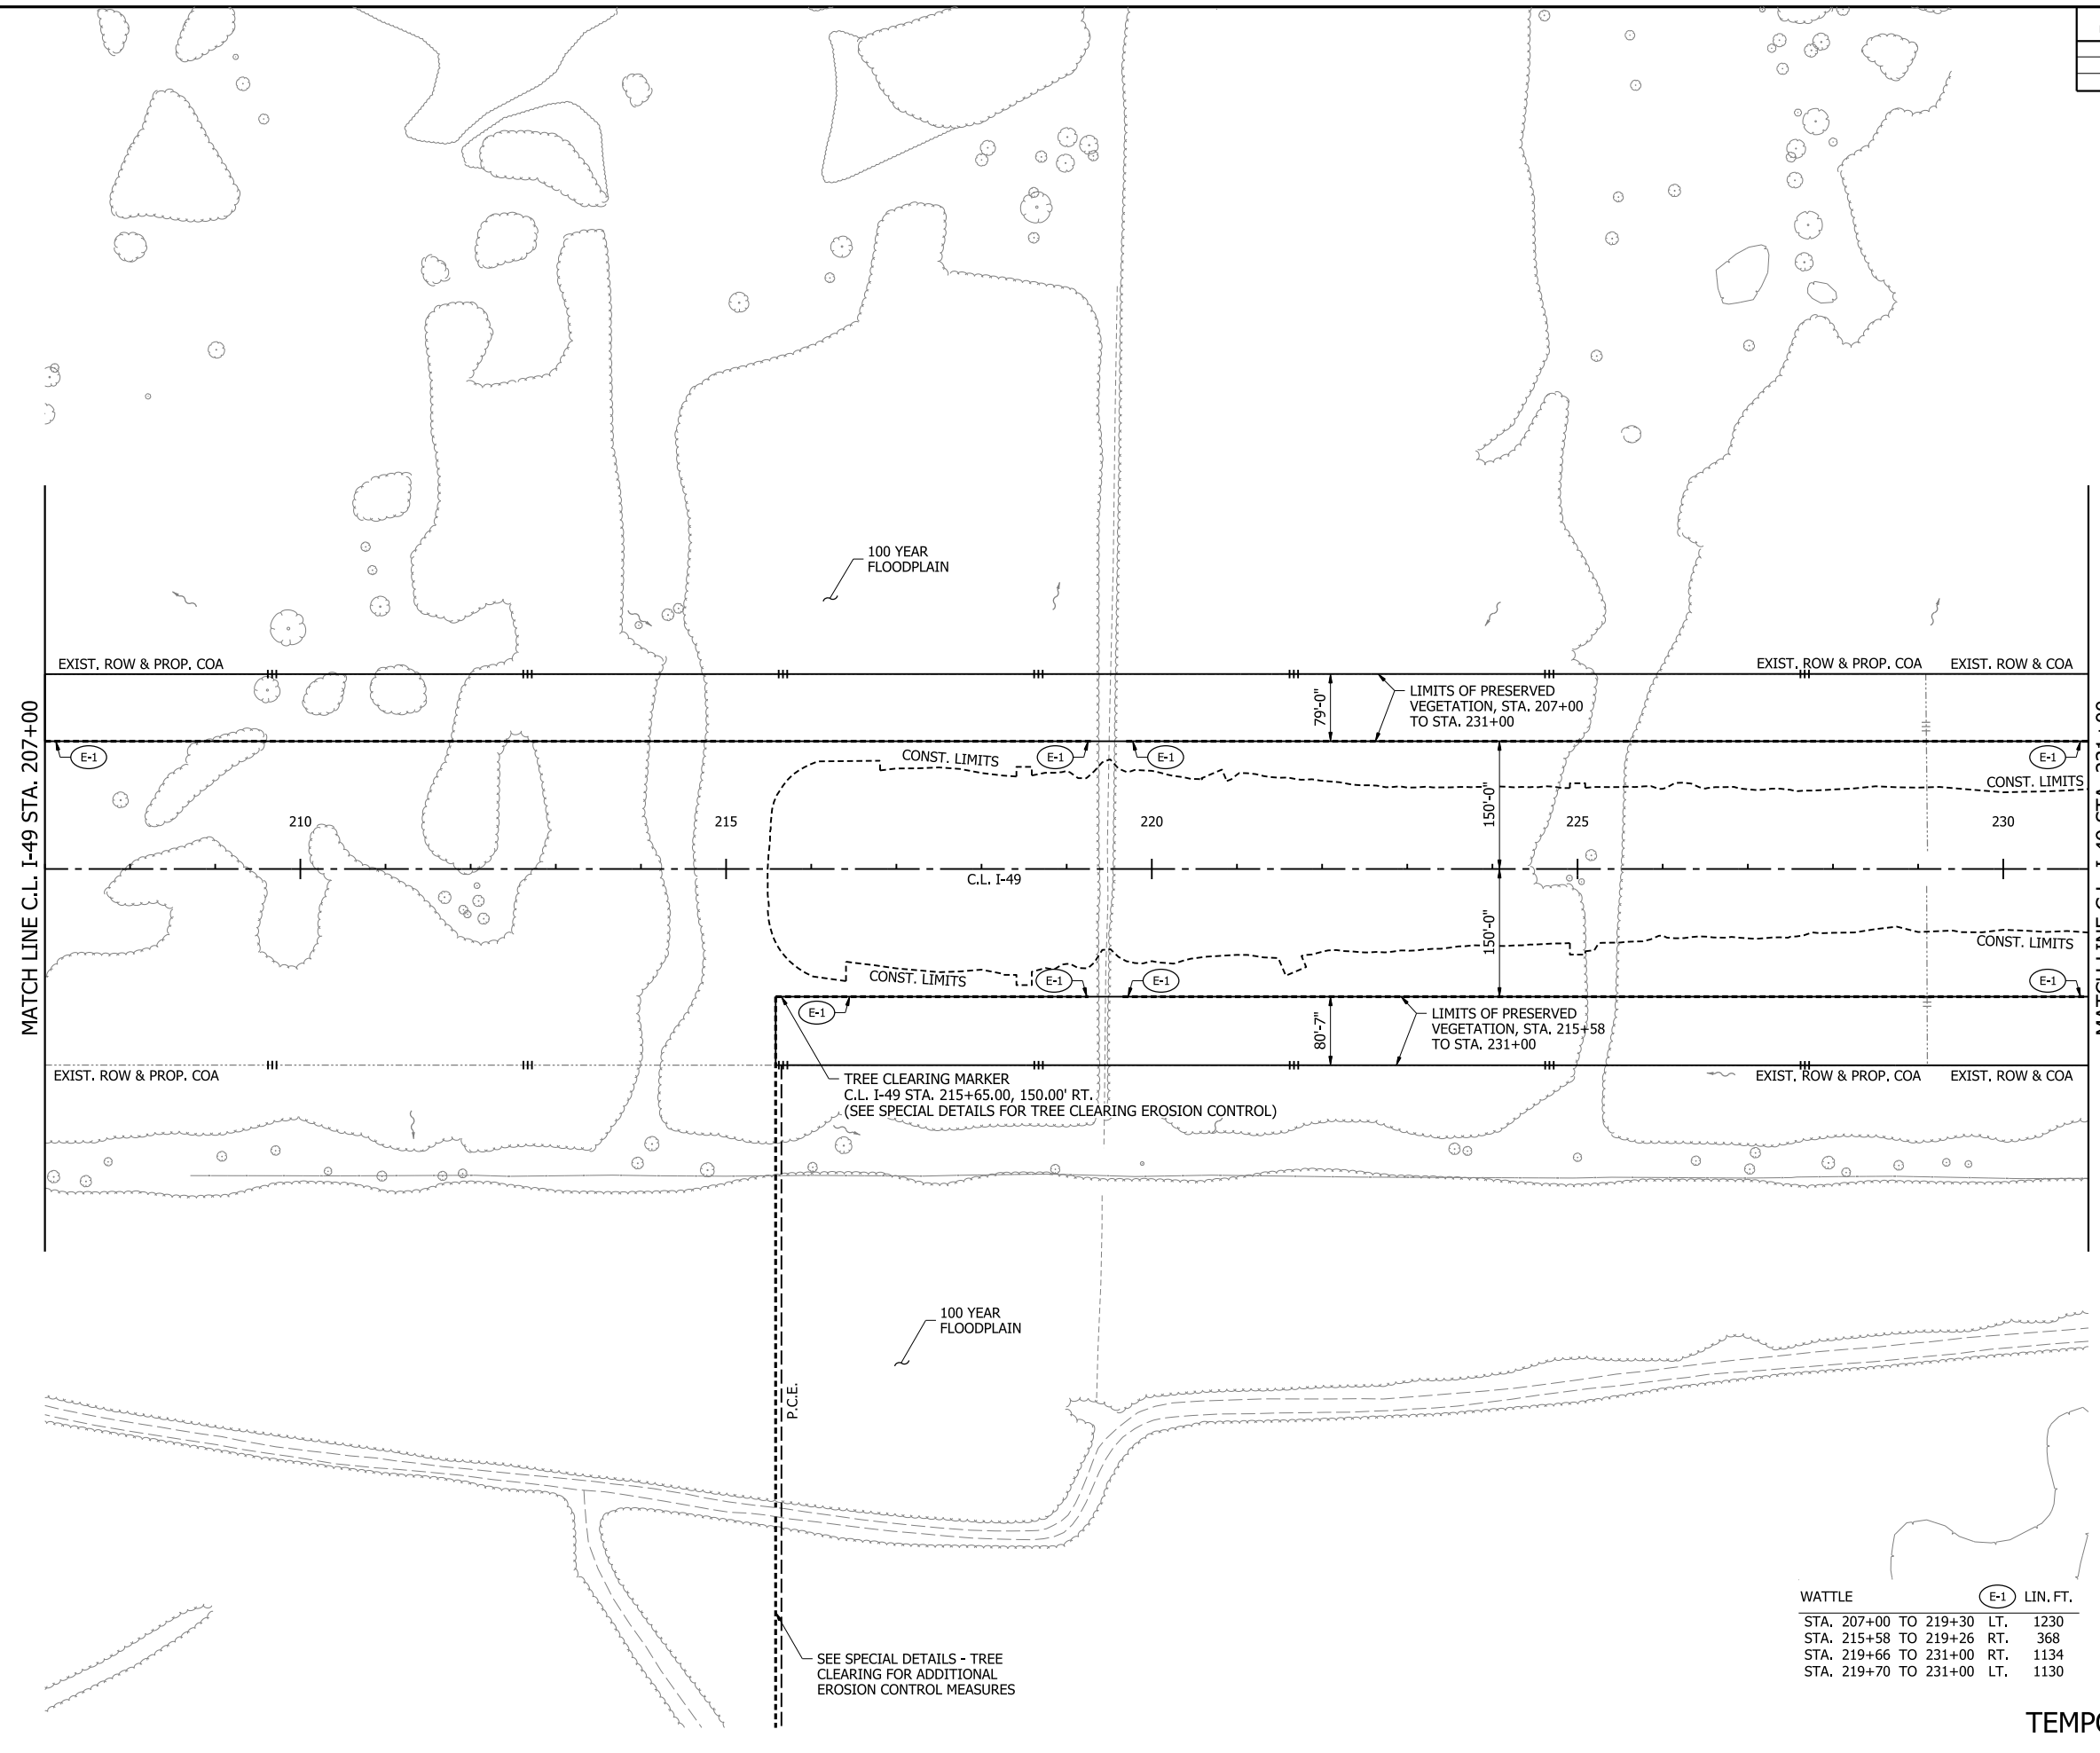 100 YEAR
FLOODPLAIN
EXIST. ROW & PROP. COA
EXIST. ROW & PROP. COA
EXIST. ROW & COA
79'-0"
LIMITS OF PRESERVED
VEGETATION, STA. 207+00
TO STA. 231+00
MATCH LINE C.L. I-49 STA. 207+00
E-1
CONST. LIMITS
E-1
E-1
E-1
CONST. LIMITS
150'-0"
210
215
220
225
230
C.L. I-49
150'-0"
CONST. LIMITS
CONST. LIMITS
E-1
E-1
E-1
E-1
80'-7"
LIMITS OF PRESERVED
VEGETATION, STA. 215+58
TO STA. 231+00
EXIST. ROW & PROP. COA
TREE CLEARING MARKER
C.L. I-49 STA. 215+65.00, 150.00' RT.
(SEE SPECIAL DETAILS FOR TREE CLEARING EROSION CONTROL)
EXIST. ROW & PROP. COA
EXIST. ROW & COA
100 YEAR
FLOODPLAIN
P.C.E.
SEE SPECIAL DETAILS - TREE
CLEARING FOR ADDITIONAL
EROSION CONTROL MEASURES
WATTLE E-1 LIN. FT.
STA. 207+00 TO 219+30 LT. 1230
STA. 215+58 TO 219+26 RT. 368
STA. 219+66 TO 231+00 RT. 1134
STA. 219+70 TO 231+00 LT. 1130